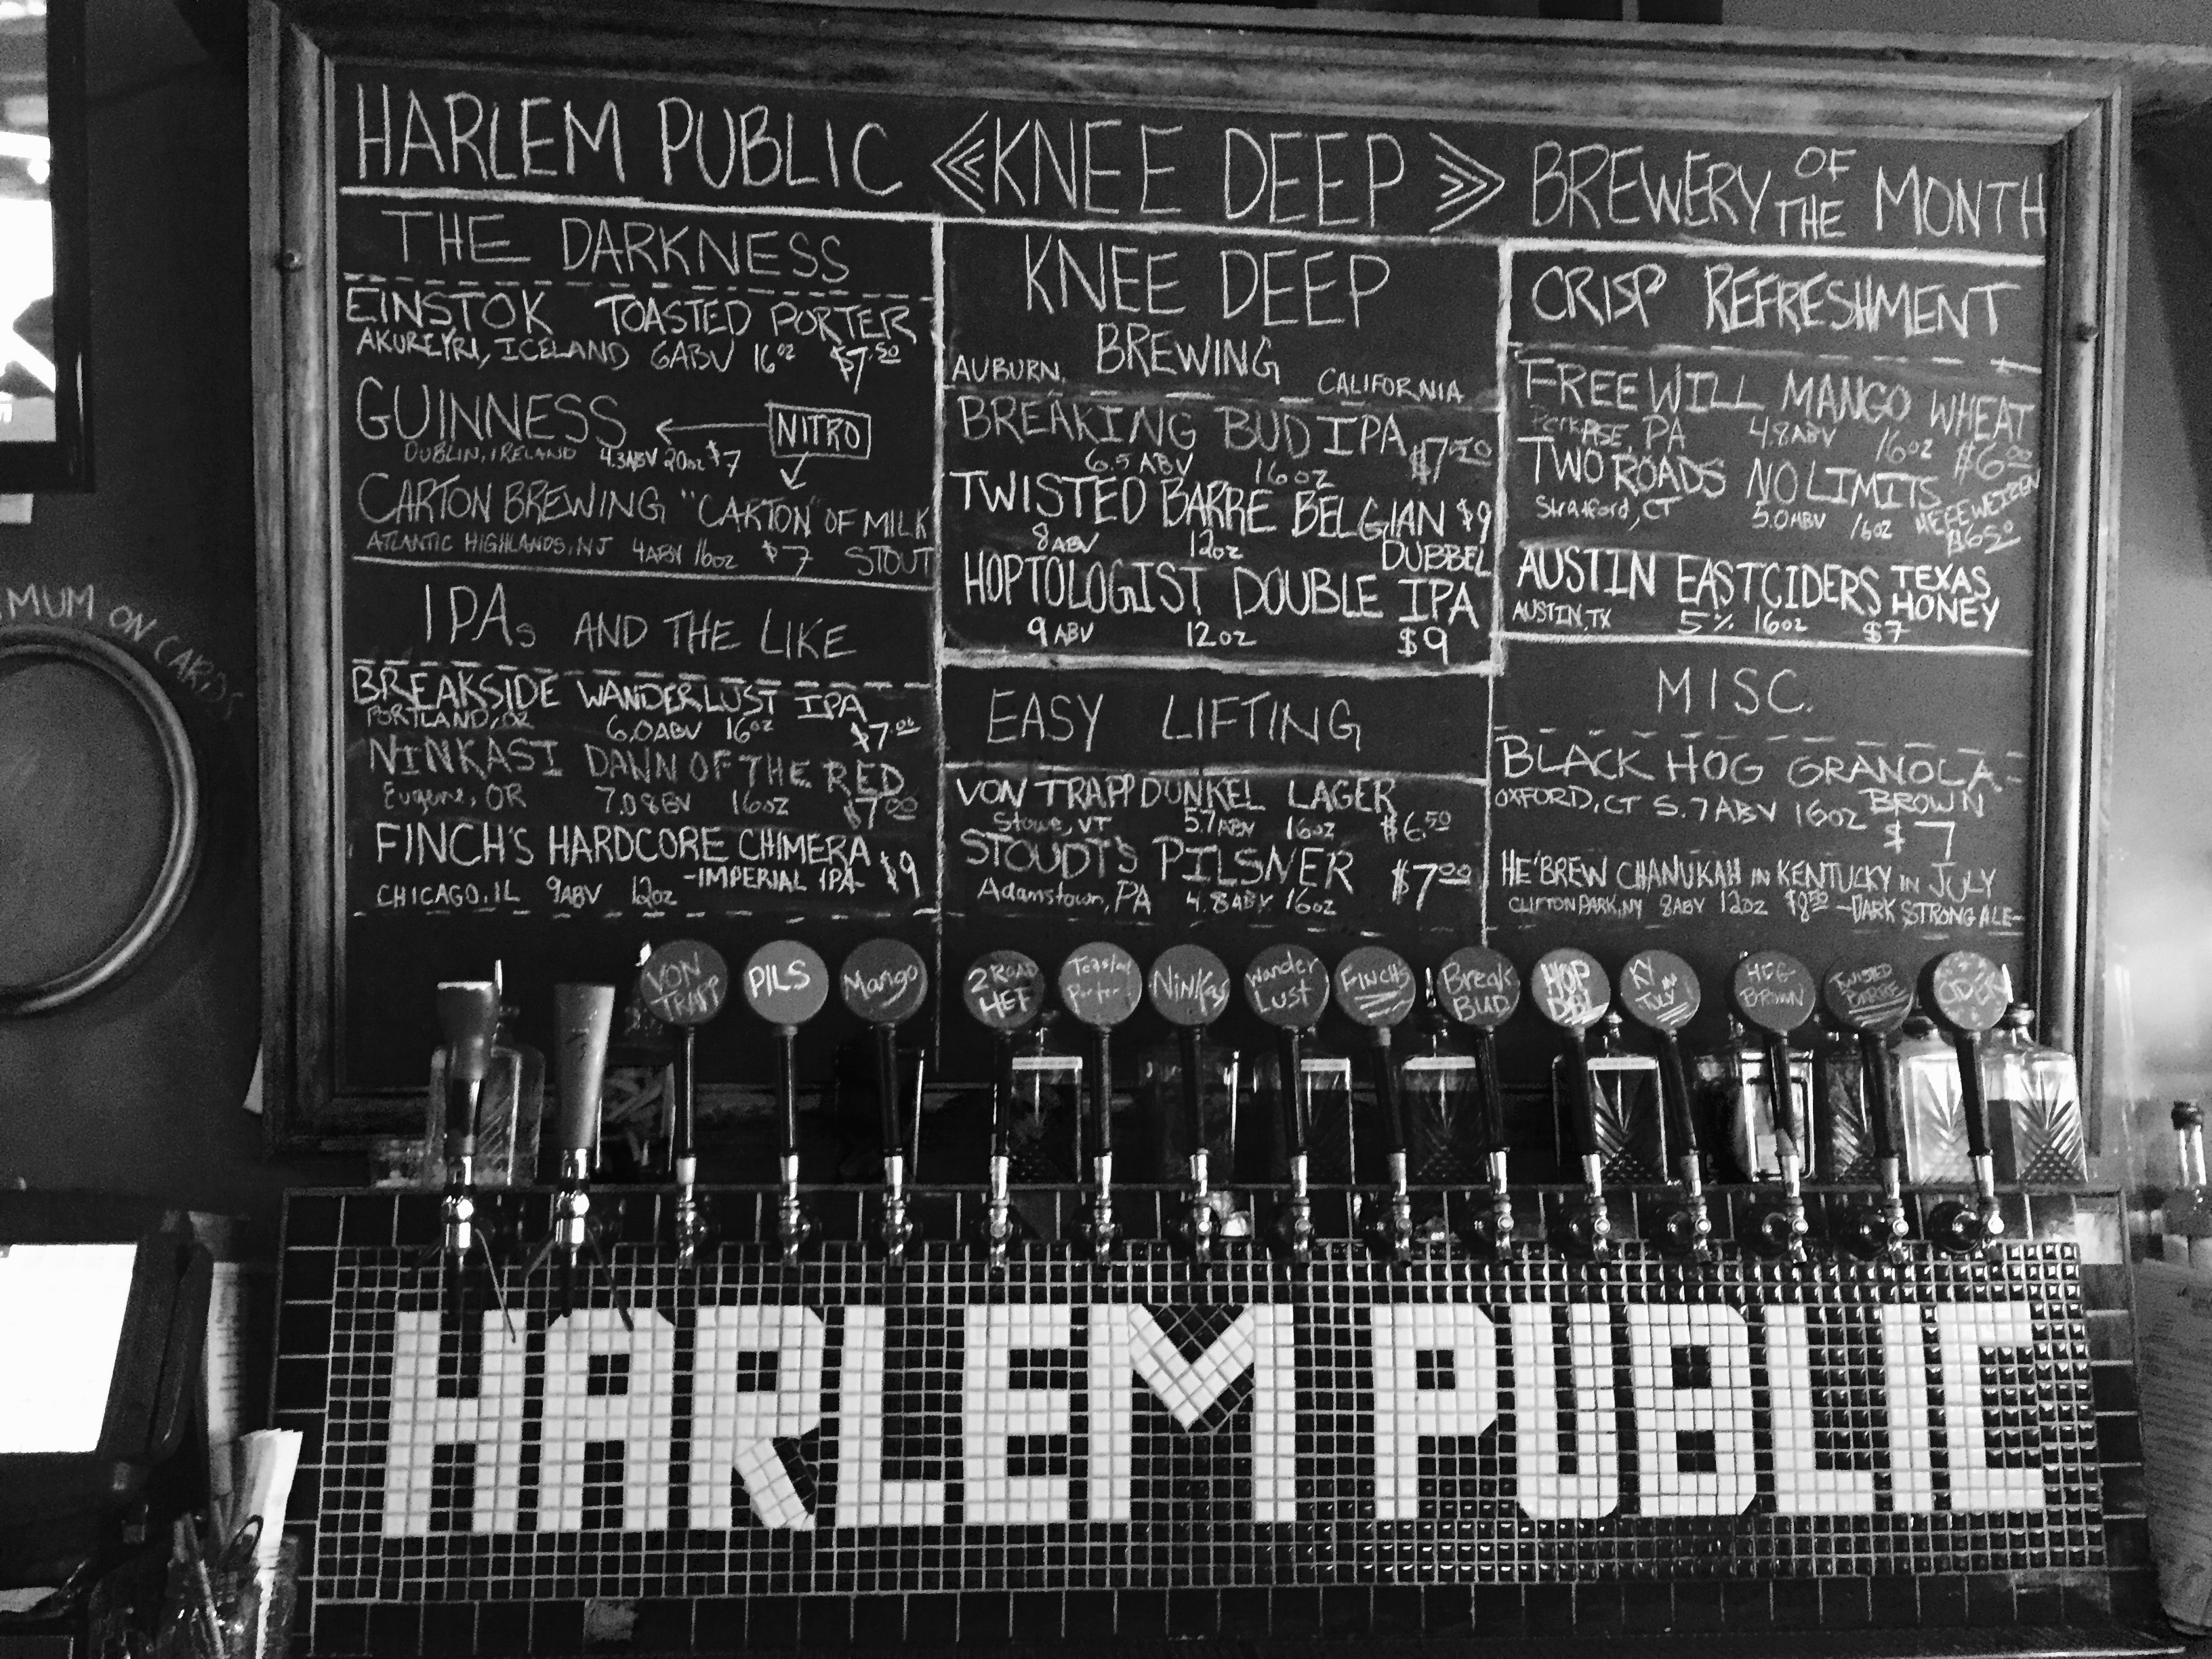 HARLEM PUBLIC << KNEE DEEP >> BREWERY OF THE MONTH
THE DARKNESS
EINSTOK TOASTED PORTER
AKUREYRI, ICELAND 6ABV 16oz $7.50
GUINNESS
NITRO
DUBLIN, IRELAND 4.3ABV 20oz $7
CARTON BREWING "CARTON" OF MILK
ATLANTIC HIGHLANDS, NJ 4ABV 16oz $7 STOUT
IPAs AND THE LIKE
BREAKSIDE WANDERLUST IPA
PORTLAND, OR 6.0ABV 16oz $7.00
NINKASI DAWN OF THE RED
Eugene, OR 7.0ABV 16oz $7.00
FINCH'S HARDCORE CHIMERA $9
-IMPERIAL IPA-
CHICAGO, IL 9ABV 12oz
KNEE DEEP
BREWING
AUBURN, CALIFORNIA
BREAKING BUD IPA $7.50
6.5 ABV 16oz
TWISTED BARRE BELGIAN $9
8ABV 12oz DUBBEL
HOPTOLOGIST DOUBLE IPA
9 ABV 12oz $9
EASY LIFTING
VON TRAPP DUNKEL LAGER
Stowe, VT 5.7ABV 16oz $6.50
STOUDT'S PILSNER $7.00
Adamstown, PA 4.8ABV 16oz
CRISP REFRESHMENT
FREE WILL MANGO WHEAT
PERKASIE, PA 4.8ABV 16oz $6.00
TWO ROADS NO LIMITS
HEFEWEIZEN
Stratford, CT 5.0ABV 16oz $6.50
AUSTIN EASTCIDERS TEXAS HONEY
AUSTIN, TX 5% 16oz $7
MISC.
BLACK HOG GRANOLA
BROWN
OXFORD, CT 5.7ABV 16oz
$7
HE'BREW CHANUKAH IN KENTUCKY IN JULY
CLIFTON PARK, NY 8ABV 12oz $8.50 -DARK STRONG ALE-
MUM ON CARDS
VON TRAPP
PILS
Mango
2 ROAD HEF
Toasted Porter
Ninkasi
Wander Lust
FINCHS
Break BUD
HOP DBL
KY IN JULY
HOG BROWN
TWISTED BARRE
CIDER
HARLEM PUBLIC